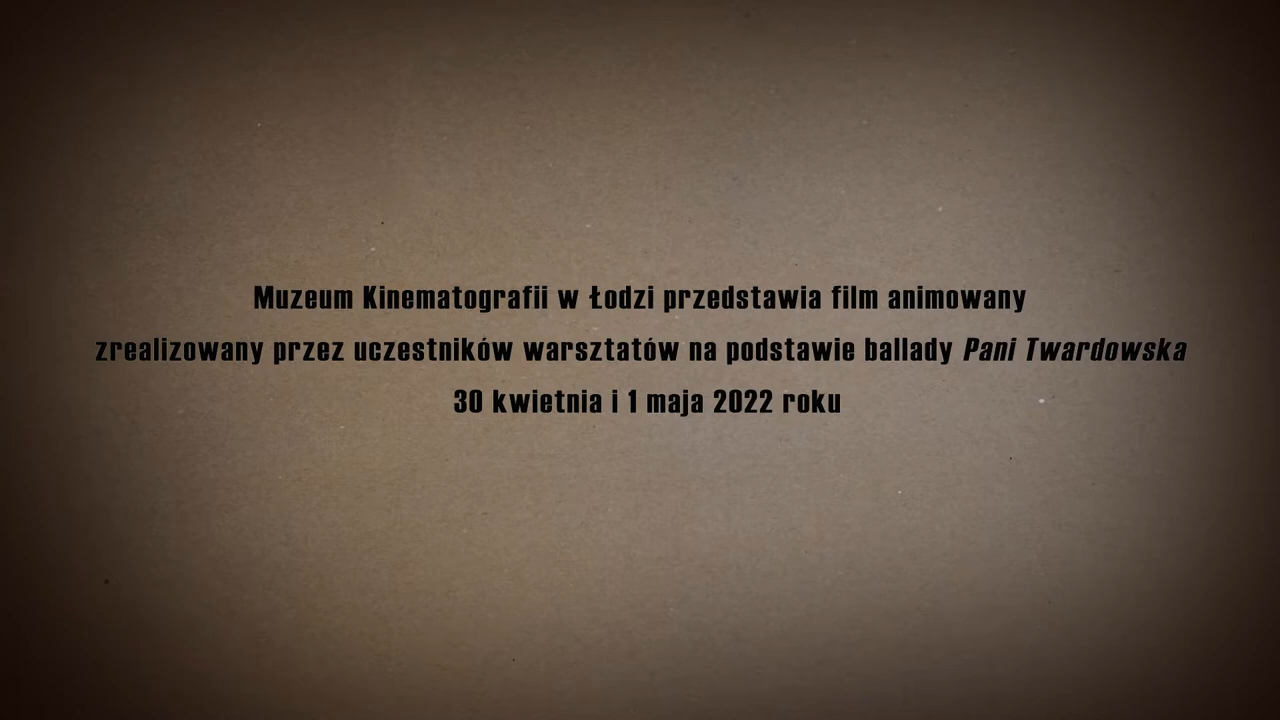 Muzeum Kinematografii w Łodzi przedstawia film animowany
zrealizowany przez uczestników warsztatów na podstawie ballady Pani Twardowska
30 kwietnia i 1 maja 2022 roku